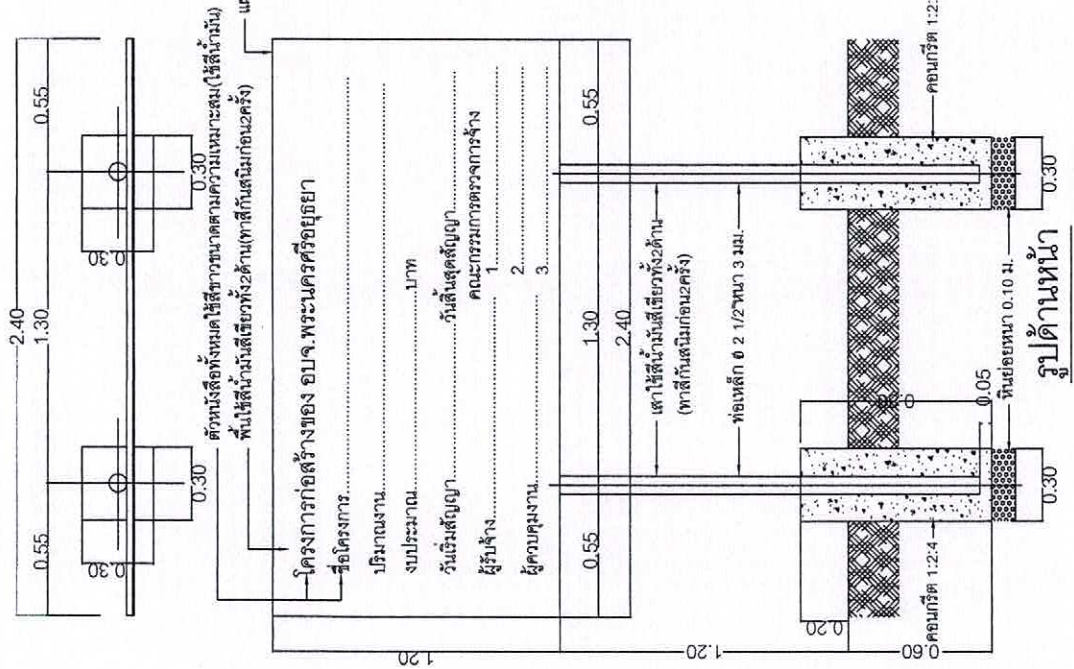 2.40
0.55
1.30
0.55
0.30
0.30
0.30
0.30
ตัวหนังสือทั้งหมดใช้สีขาวขนาดตามความเหมาะสม(ใช้สีน้ำมัน)
พื้นใช้สีน้ำมันสีเขียวทั้ง2ด้าน(ทาสีกันสนิมก่อน2ครั้ง)
โครงการก่อสร้างของ อบจ.พระนครศรีอยุธยา
ชื่อโครงการ
ปริมาณงาน
งบประมาณ บาท
วันเริ่มสัญญา วันสิ้นสุดสัญญา
คณะกรรมการตรวจการจ้าง
ผู้รับจ้าง 1
2
ผู้ควบคุมงาน 3.
1.20
0.55
1.30
0.55
2.40
เสาใช้สีน้ำมันสีเขียวทั้ง2ด้าน
(ทาสีกันสนิมก่อน2ครั้ง)
ท่อเหล็ก Ø 2 1/2"หนา 3 มม.
1.20
0.20
0.60
0.05
คอนกรีต 1:2:4
คอนกรีต 1:2:
หินย่อยหนา 0.10 ม.
0.30
0.30
รูปด้านหน้า